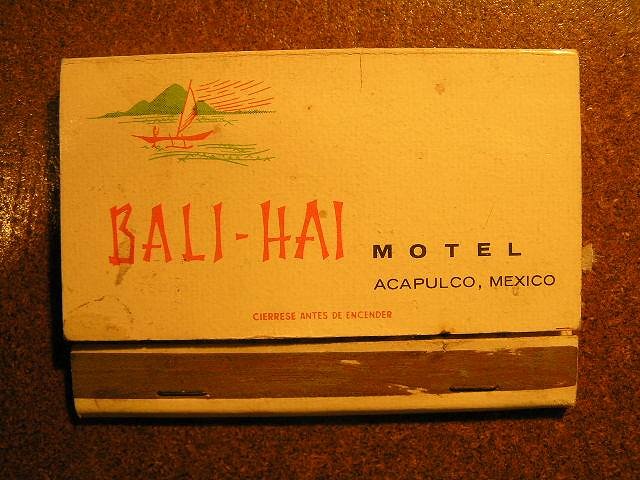 BALI-HAI MOTEL
ACAPULCO, MEXICO
CIERRESE ANTES DE ENCENDER